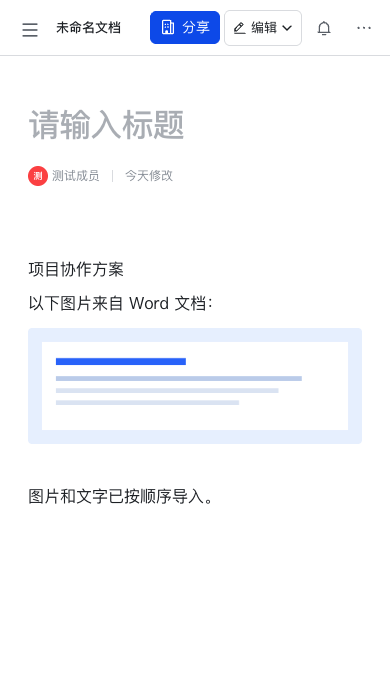 未命名文档
分享
编辑
请输入标题
测
测试成员
今天修改
项目协作方案
以下图片来自 Word 文档：
图片和文字已按顺序导入。